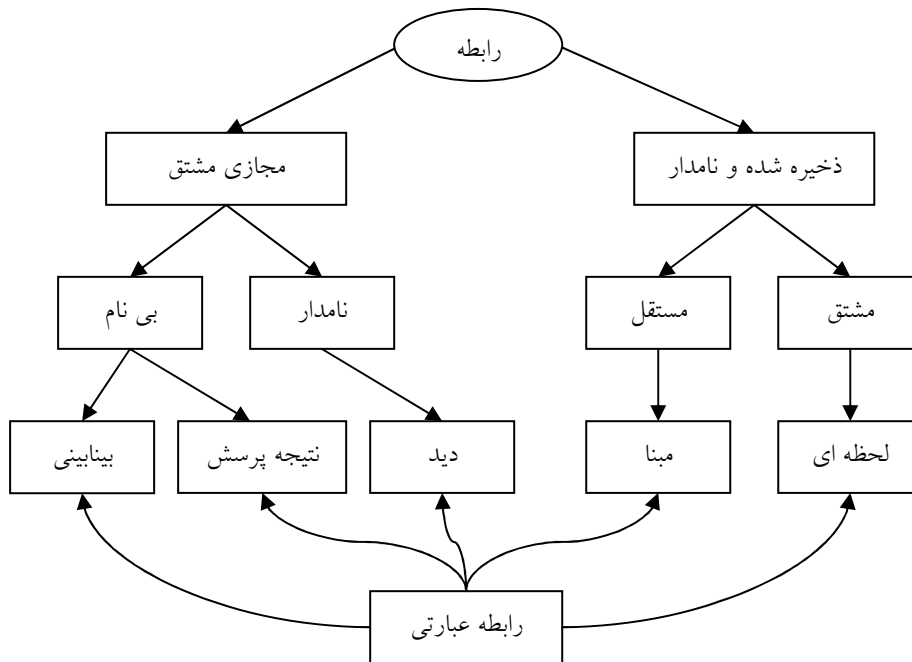 رابطه
ذخیره شده و نامدار
مجازی مشتق
مشتق
مستقل
نامدار
بی نام
لحظه ای
مبنا
دید
نتیجه پرسش
بینابینی
رابطه عبارتی